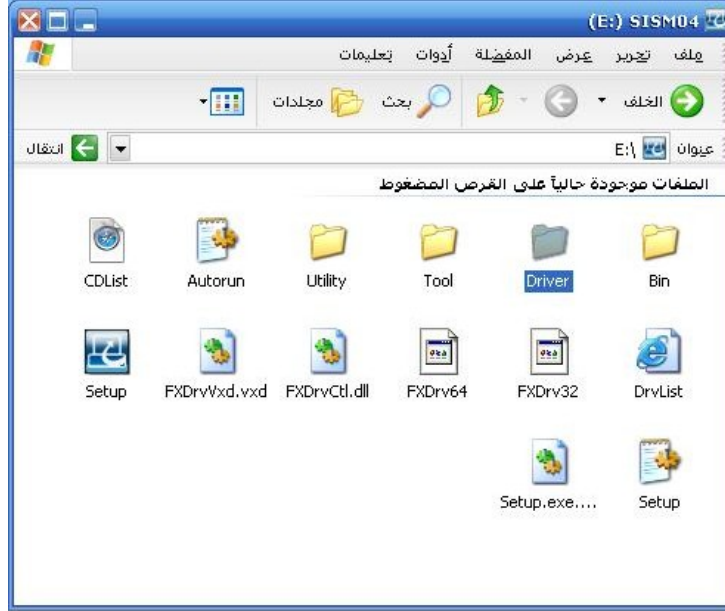 SISM04 (E:)
ملف تحرير عرض المفضلة أدوات تعليمات
الخلف بحث مجلدات
عنوان E:\ انتقال
الملفات موجودة حالياً على القرص المضغوط
Bin Driver Tool Utility Autorun CDList
DrvList FXDrv32 FXDrv64 FXDrvCtl.dll FXDrvVxd.vxd Setup
Setup Setup.exe....